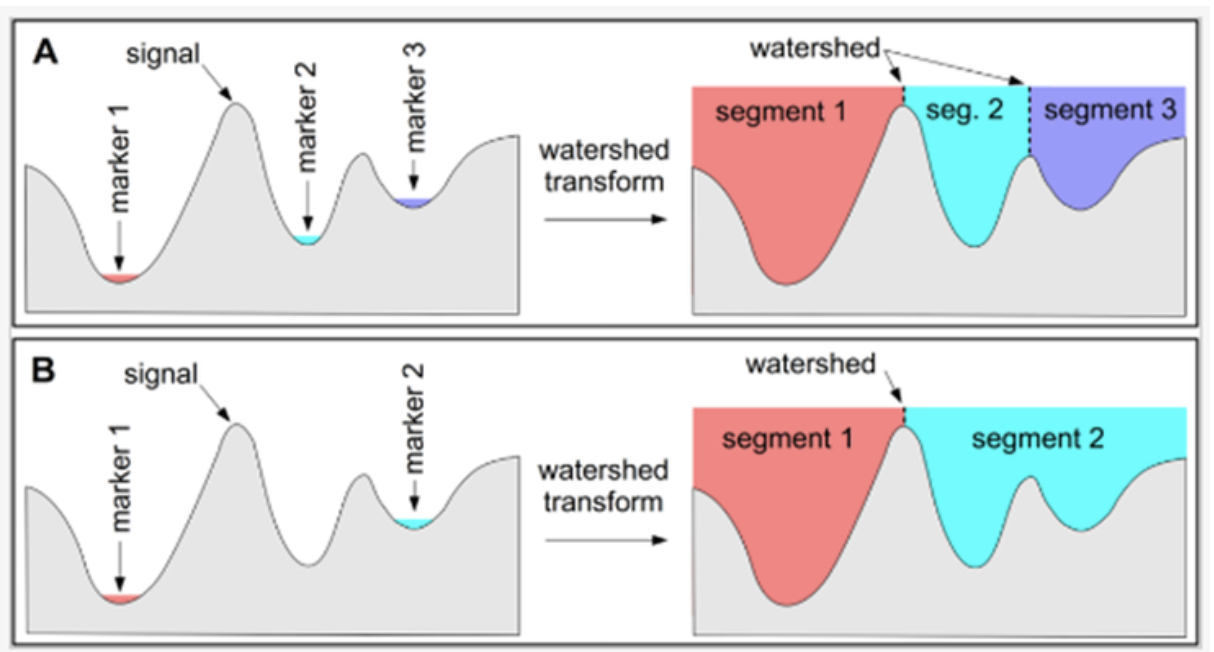 A
signal
marker 1
marker 2
marker 3
watershed
transform
watershed
segment 1
seg. 2
segment 3
B
signal
marker 1
marker 2
watershed
transform
watershed
segment 1
segment 2